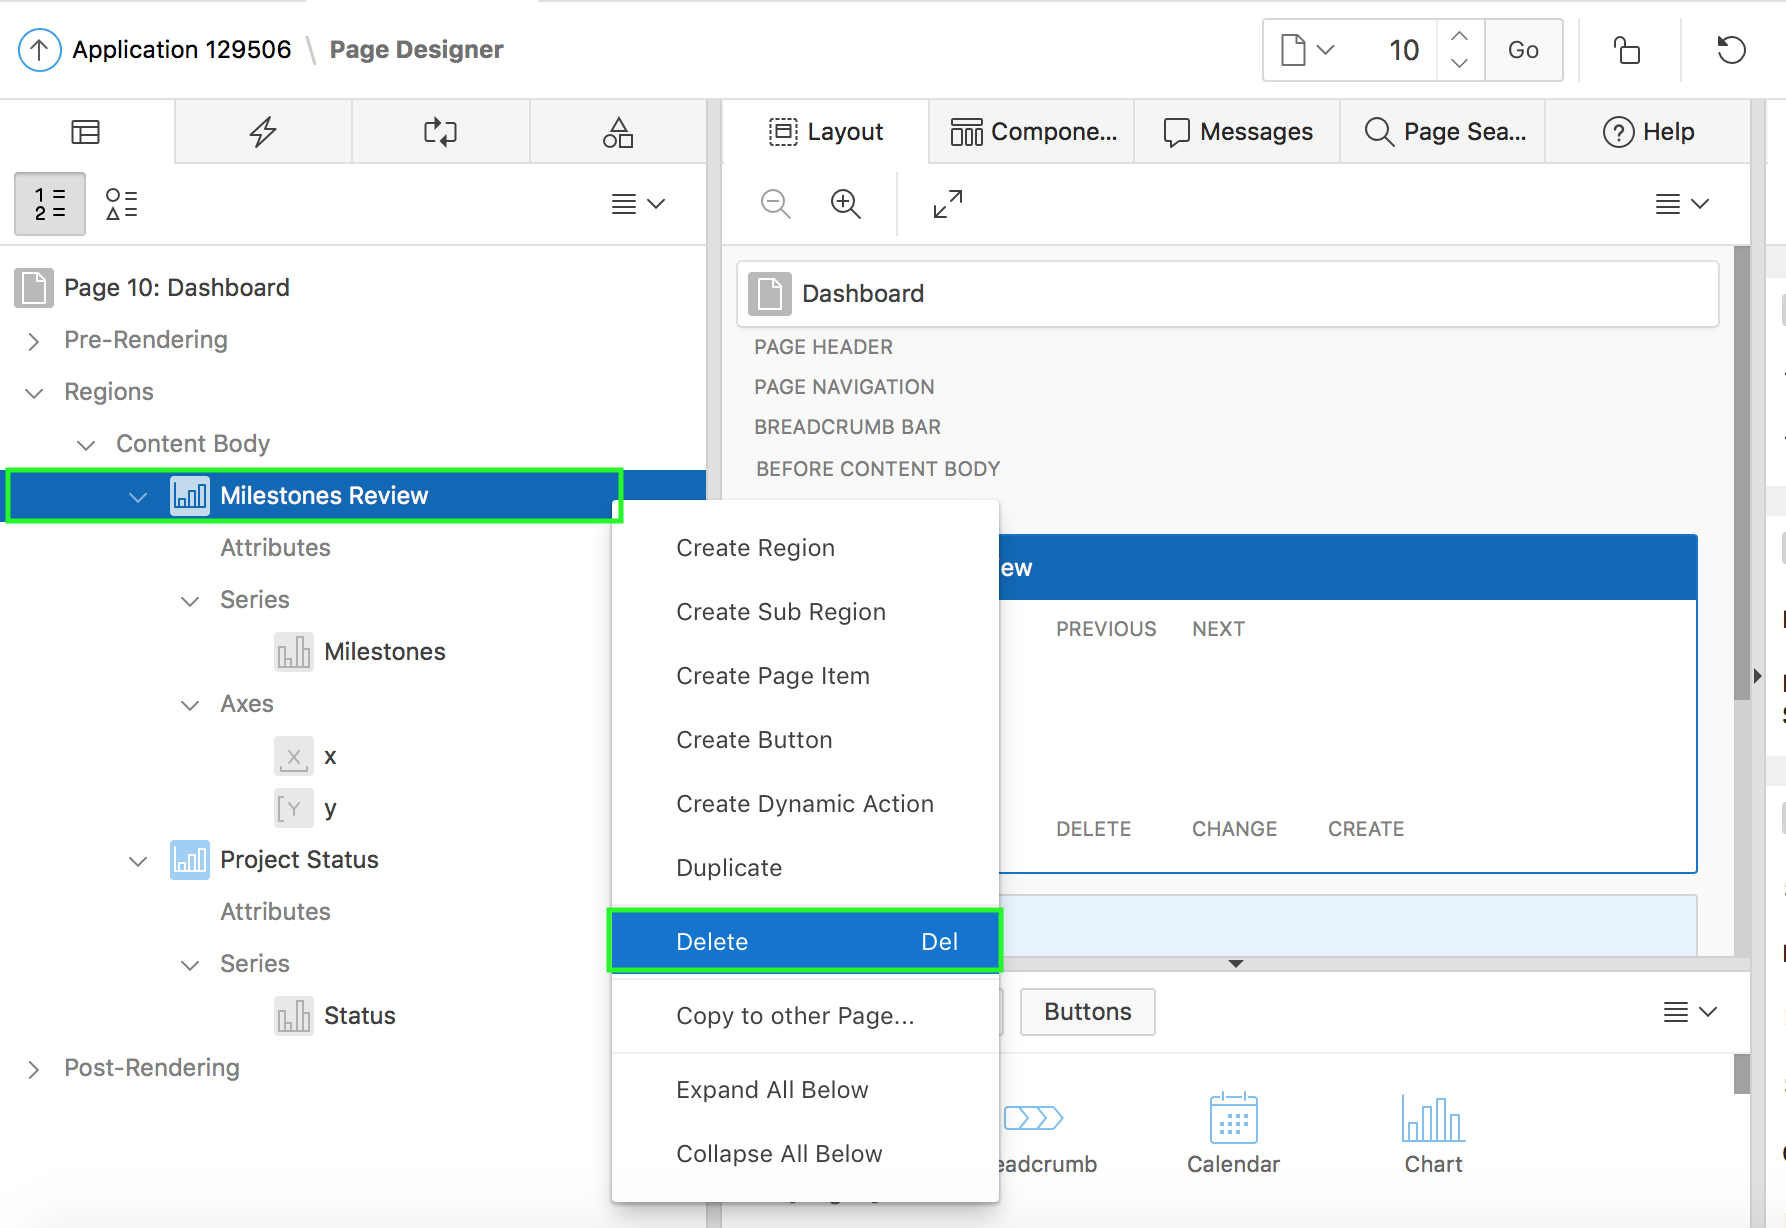 Application 129506 \ Page Designer
10
Go
Layout
Compone...
Messages
Page Sea...
Help
1
2
Page 10: Dashboard
Pre-Rendering
Regions
Content Body
Milestones Review
Attributes
Series
Milestones
Axes
X x
Y y
Project Status
Attributes
Series
Status
Post-Rendering
Dashboard
PAGE HEADER
PAGE NAVIGATION
BREADCRUMB BAR
BEFORE CONTENT BODY
ew
PREVIOUS NEXT
DELETE CHANGE CREATE
Create Region
Create Sub Region
Create Page Item
Create Button
Create Dynamic Action
Duplicate
Delete Del
Copy to other Page...
Expand All Below
Collapse All Below
Buttons
eadcrumb
Calendar
Chart